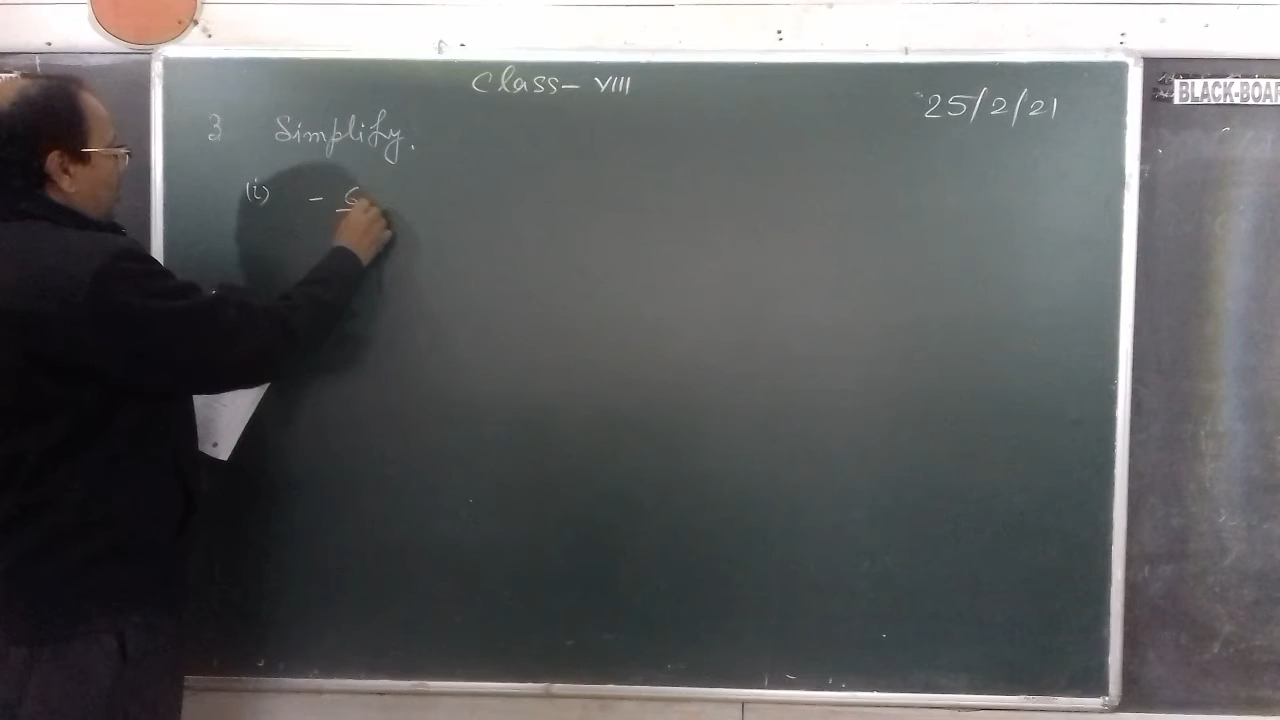 Class - VIII
25/2/21
3 Simplify.
(i) -
BLACK-BOAR